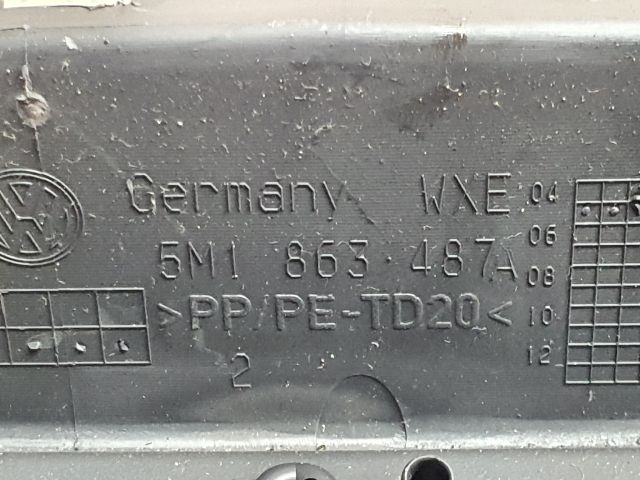 Germany WXE
5M1 863 487A
>PP/PE-TD20<
2
04
06
08
10
12